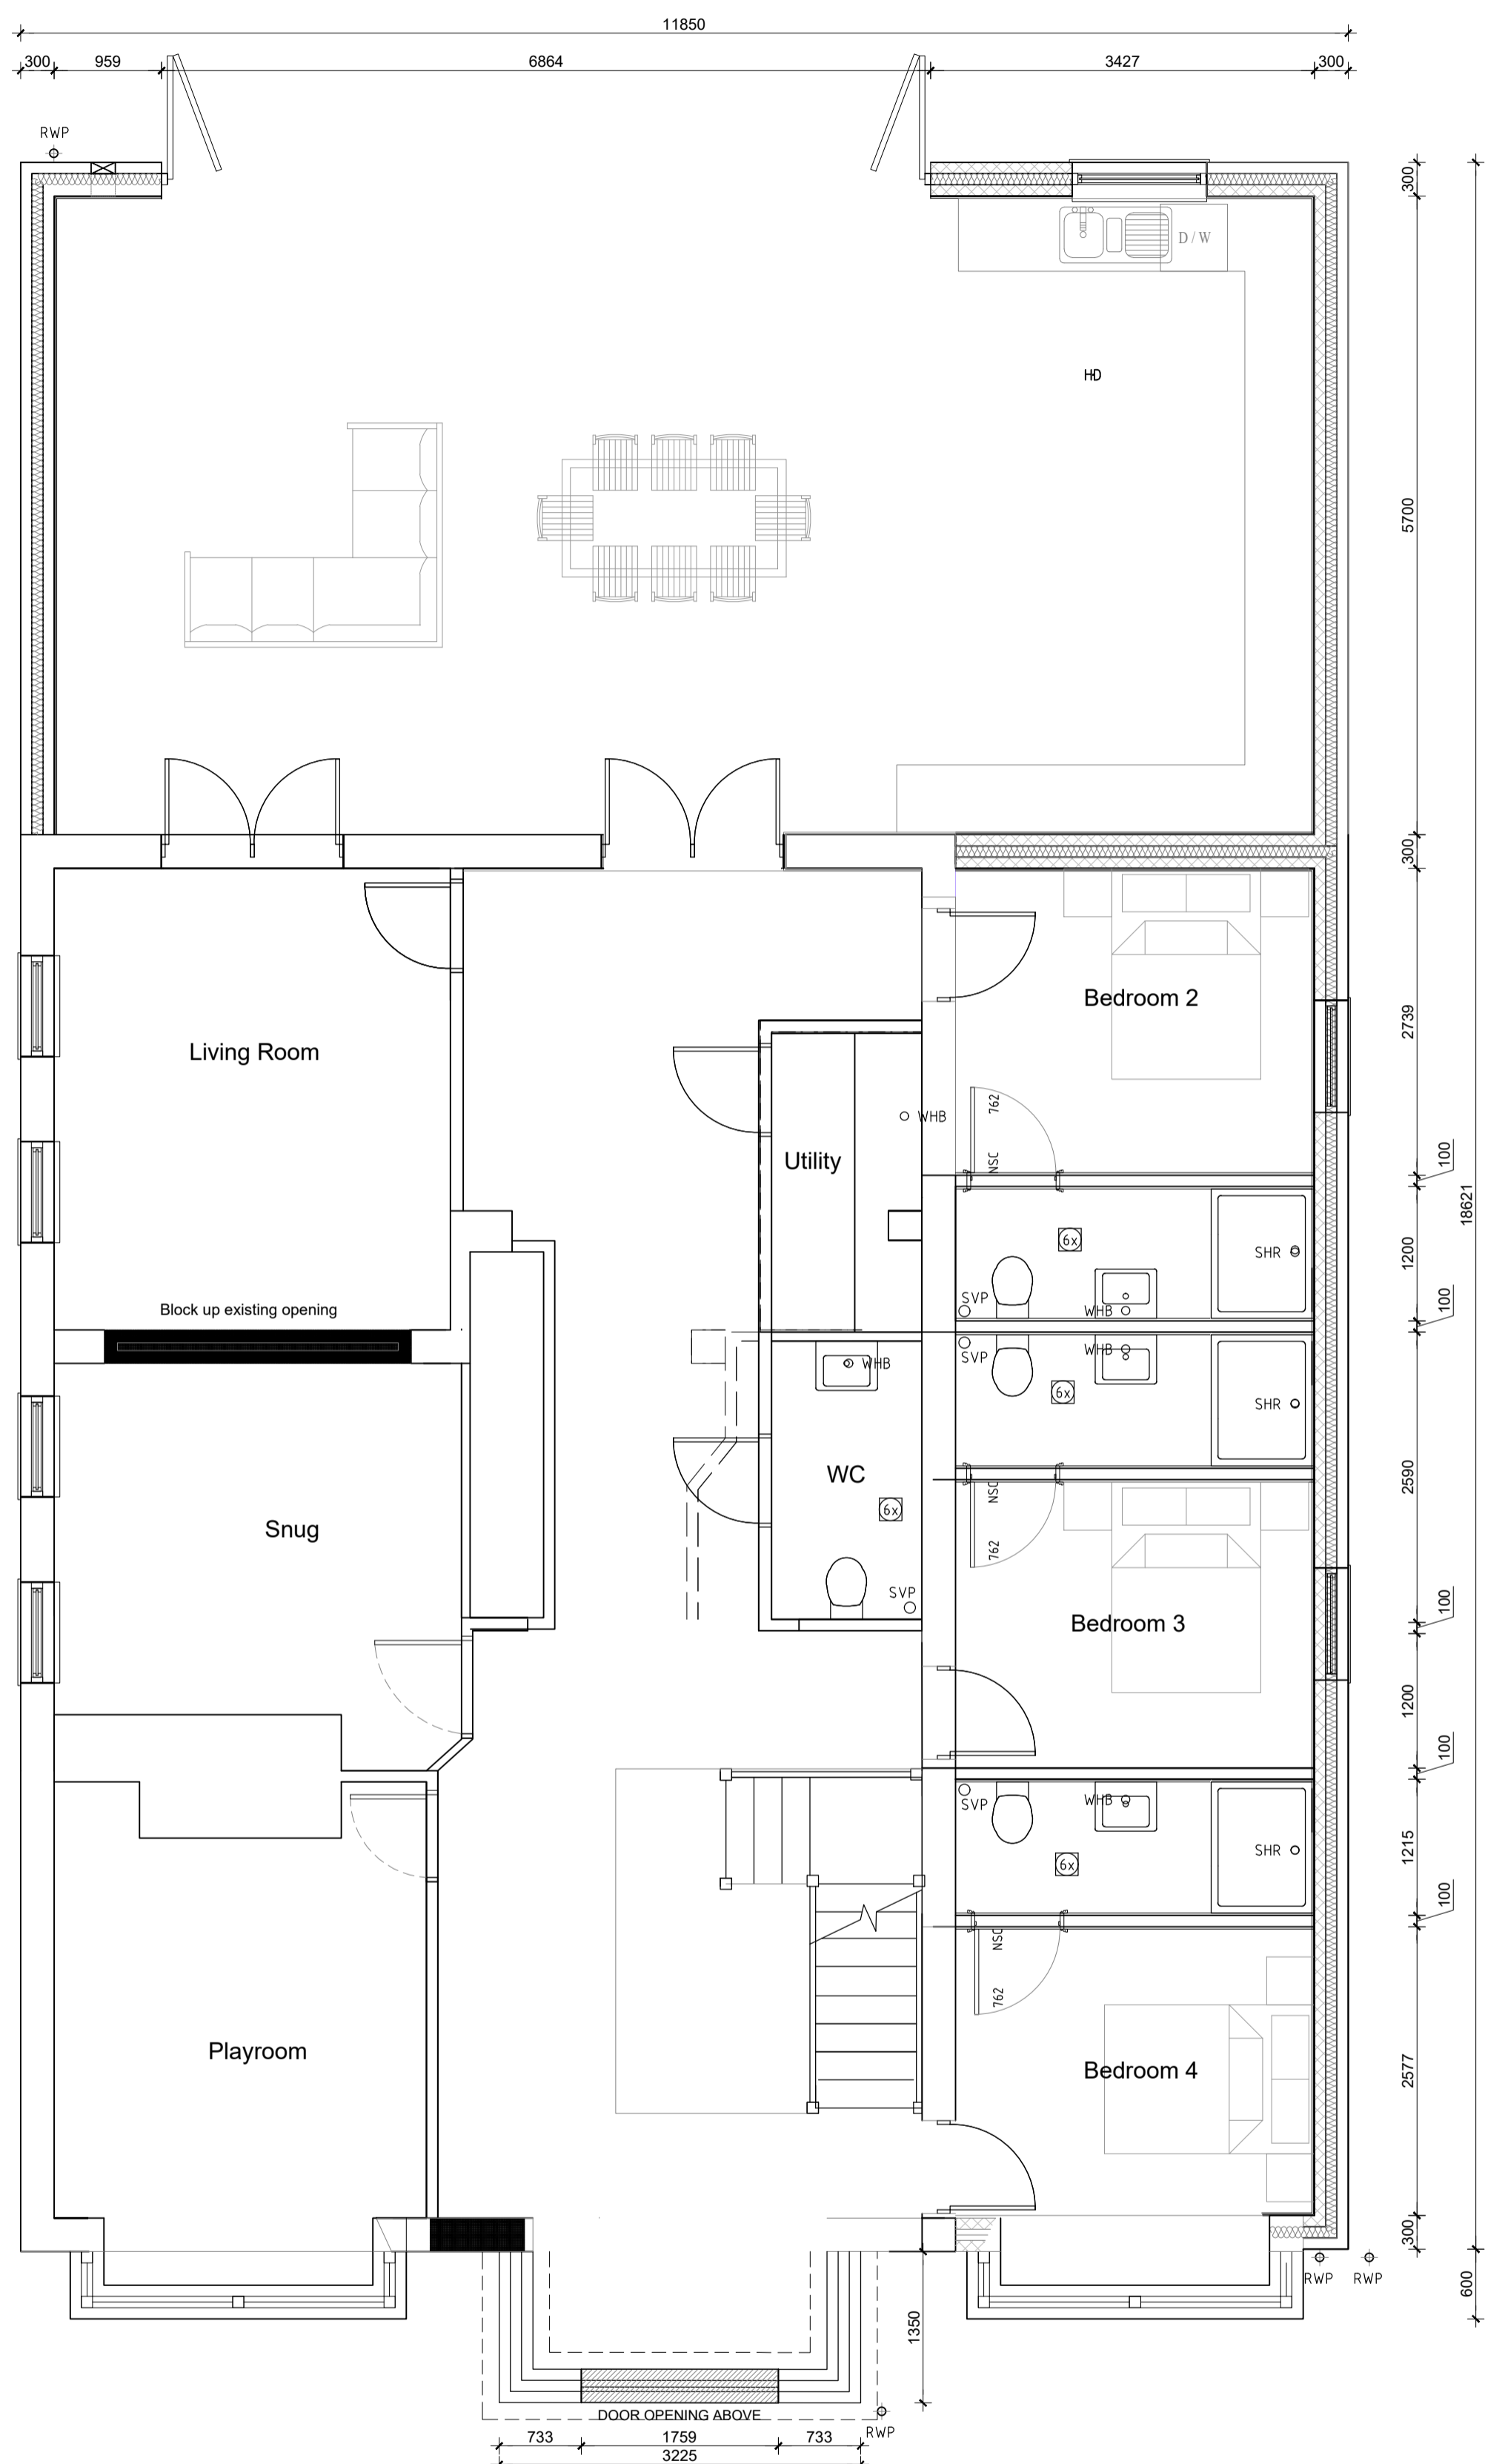 11850
300 959 6864 3427 300
RWP
300
D / W
HD
5700
300
Bedroom 2
Living Room
2739
762
WHB
NSC
Utility
100
18621
1200
6x
SHR
SVP
WHB
100
Block up existing opening
SVP
WHB
WHB
6x
SHR
WC
NSC
2590
6x
Snug
762
SVP
100
Bedroom 3
1200
100
SVP
WHB
1215
SHR
6x
100
NSC
762
Playroom
Bedroom 4
2577
300
RWP RWP
600
1350
DOOR OPENING ABOVE
RWP
733 1759 733
3225